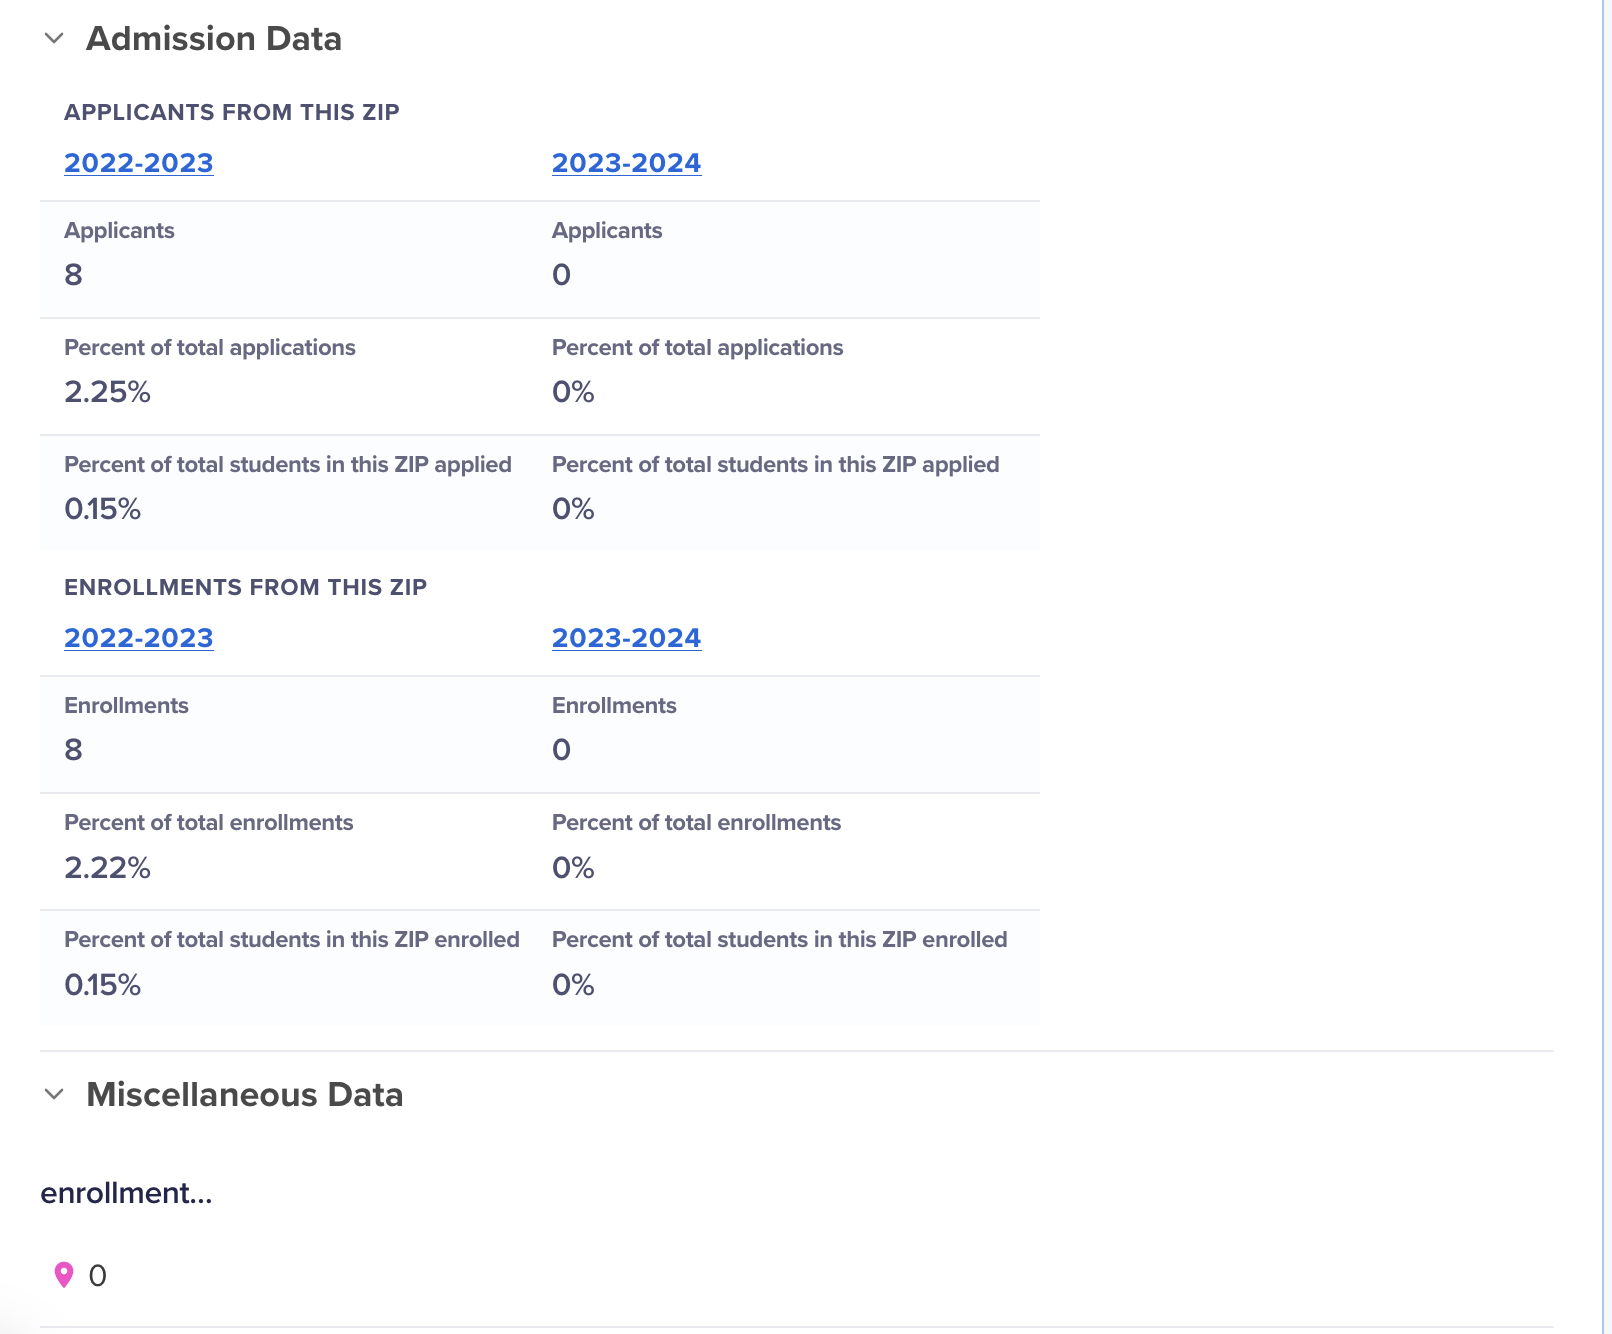 Admission Data
APPLICANTS FROM THIS ZIP
2022-2023 2023-2024
Applicants Applicants
8 0
Percent of total applications Percent of total applications
2.25% 0%
Percent of total students in this ZIP applied Percent of total students in this ZIP applied
0.15% 0%
ENROLLMENTS FROM THIS ZIP
2022-2023 2023-2024
Enrollments Enrollments
8 0
Percent of total enrollments Percent of total enrollments
2.22% 0%
Percent of total students in this ZIP enrolled Percent of total students in this ZIP enrolled
0.15% 0%
Miscellaneous Data
enrollment...
0